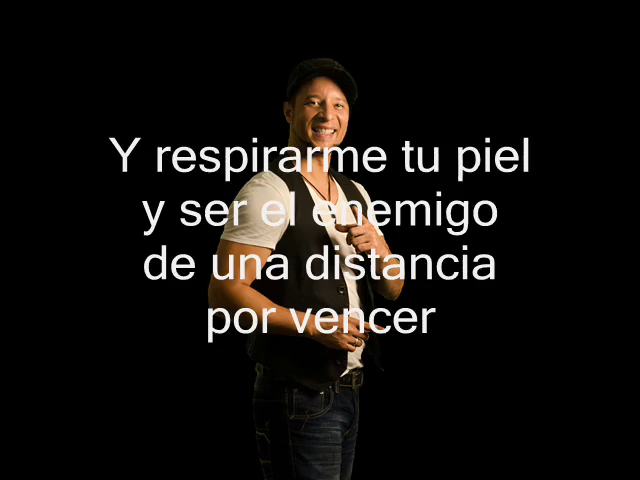 Y respirarme tu piel
y ser el enemigo
de una distancia
por vencer